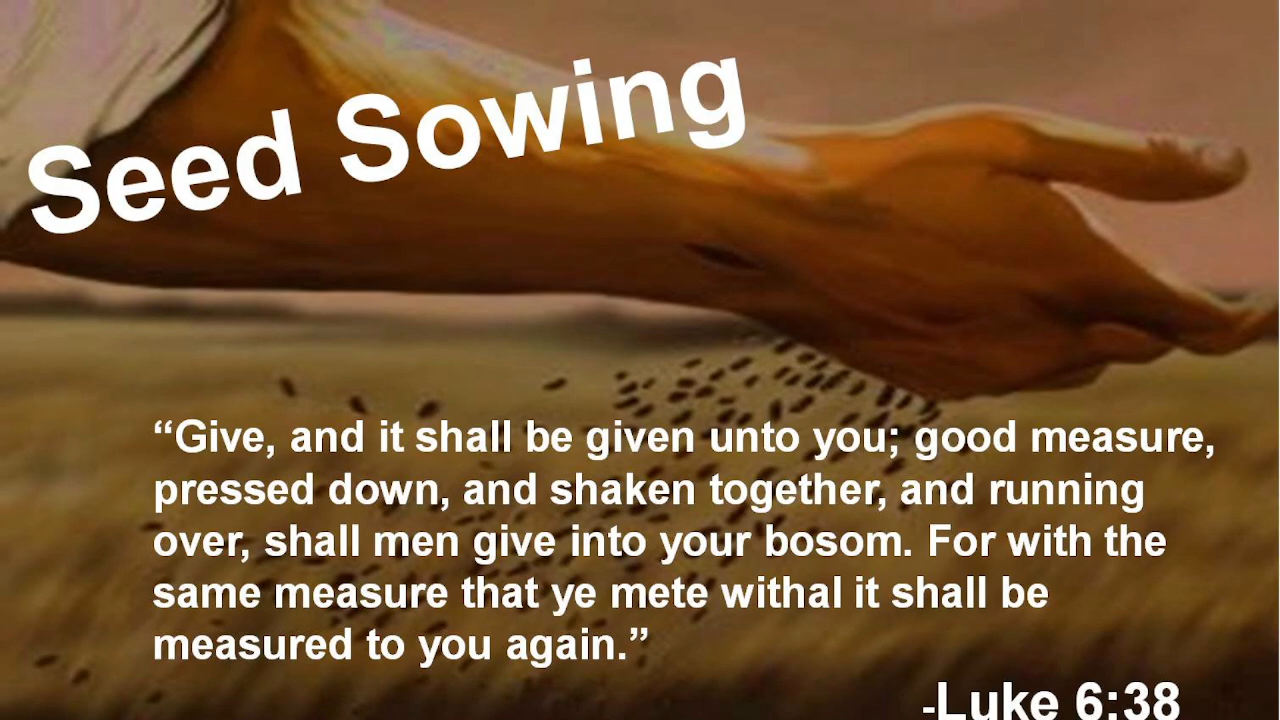 Seed Sowing
“Give, and it shall be given unto you; good measure,
pressed down, and shaken together, and running
over, shall men give into your bosom. For with the
same measure that ye mete withal it shall be
measured to you again.”
-Luke 6:38